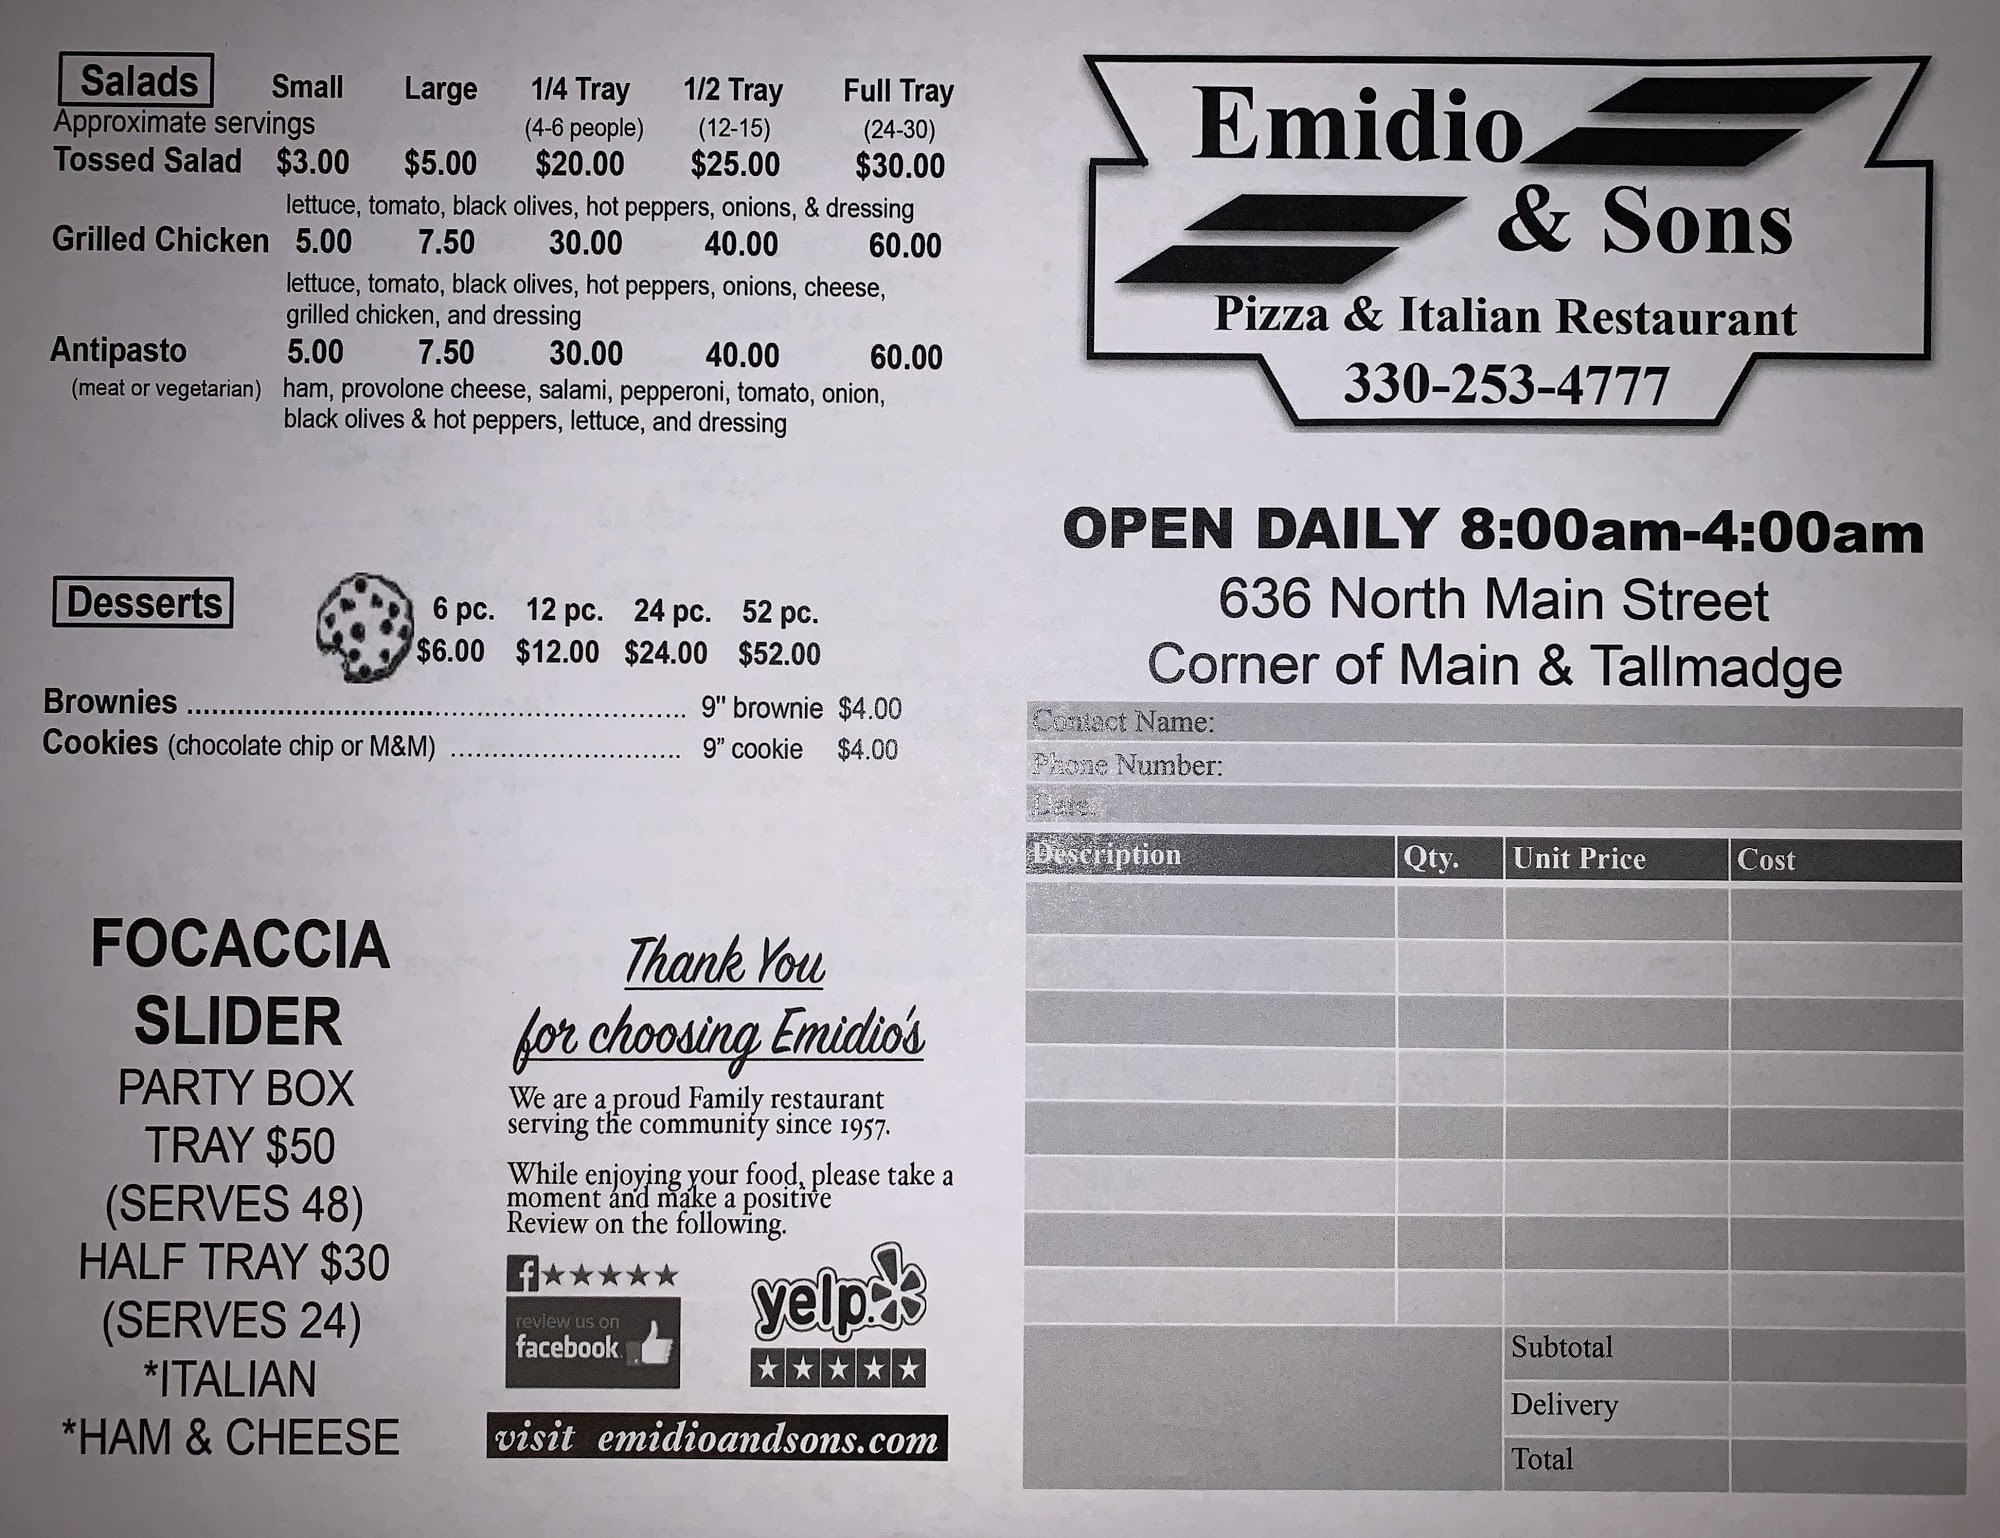 Salads Small Large 1/4 Tray 1/2 Tray Full Tray
Approximate servings (4-6 people) (12-15) (24-30)
Tossed Salad $3.00 $5.00 $20.00 $25.00 $30.00
lettuce, tomato, black olives, hot peppers, onions, & dressing
Grilled Chicken 5.00 7.50 30.00 40.00 60.00
lettuce, tomato, black olives, hot peppers, onions, cheese,
grilled chicken, and dressing
Antipasto 5.00 7.50 30.00 40.00 60.00
(meat or vegetarian) ham, provolone cheese, salami, pepperoni, tomato, onion,
black olives & hot peppers, lettuce, and dressing
Desserts 6 pc. 12 pc. 24 pc. 52 pc.
$6.00 $12.00 $24.00 $52.00
Brownies ............................................................ 9" brownie $4.00
Cookies (chocolate chip or M&M) ............................ 9” cookie $4.00
FOCACCIA
SLIDER
PARTY BOX
TRAY $50
(SERVES 48)
HALF TRAY $30
(SERVES 24)
*ITALIAN
*HAM & CHEESE
Thank You
for choosing Emidio's
We are a proud Family restaurant
serving the community since 1957.
While enjoying your food, please take a
moment and make a positive
Review on the following.
f
review us on
facebook
yelp
visit emidioandsons.com
Emidio
& Sons
Pizza & Italian Restaurant
330-253-4777
OPEN DAILY 8:00am-4:00am
636 North Main Street
Corner of Main & Tallmadge
Contact Name:
Phone Number:
Date:
Description Qty. Unit Price Cost
Subtotal
Delivery
Total